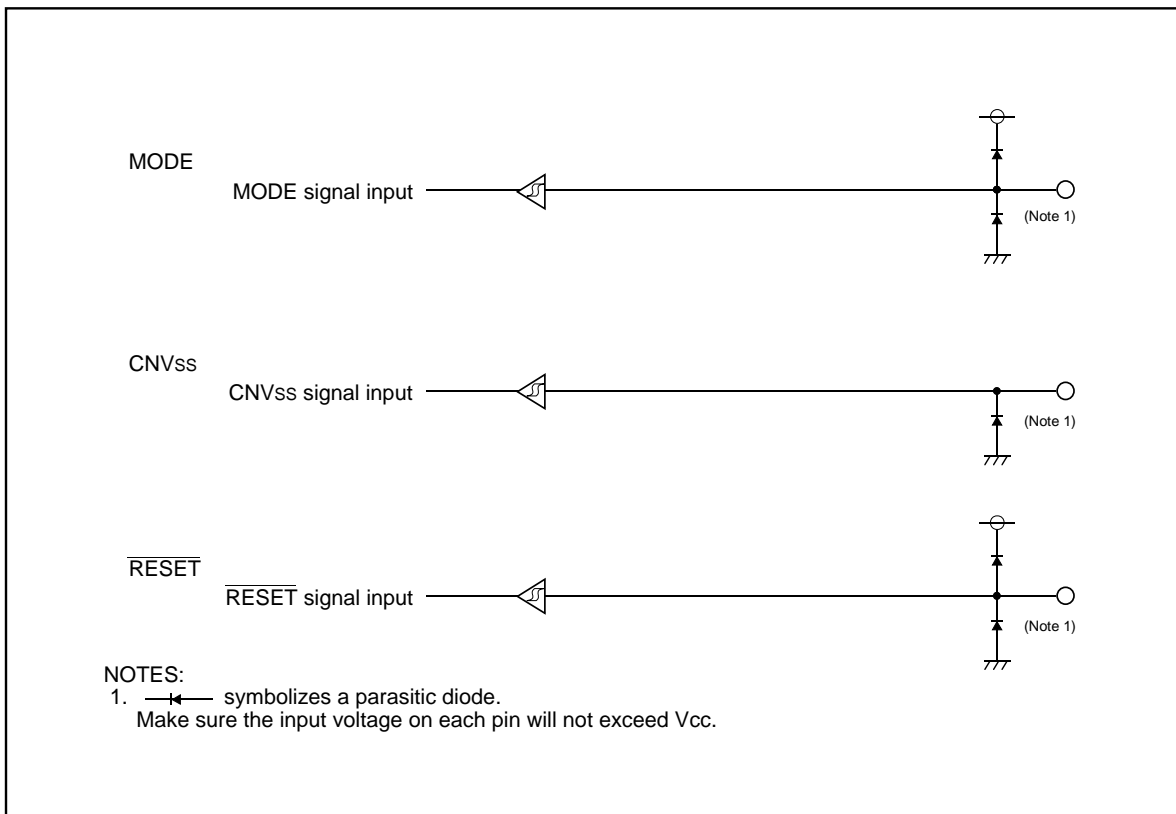 MODE
MODE signal input
(Note 1)
CNVss
CNVss signal input
(Note 1)
RESET
RESET signal input
(Note 1)
NOTES:
1. symbolizes a parasitic diode.
Make sure the input voltage on each pin will not exceed Vcc.